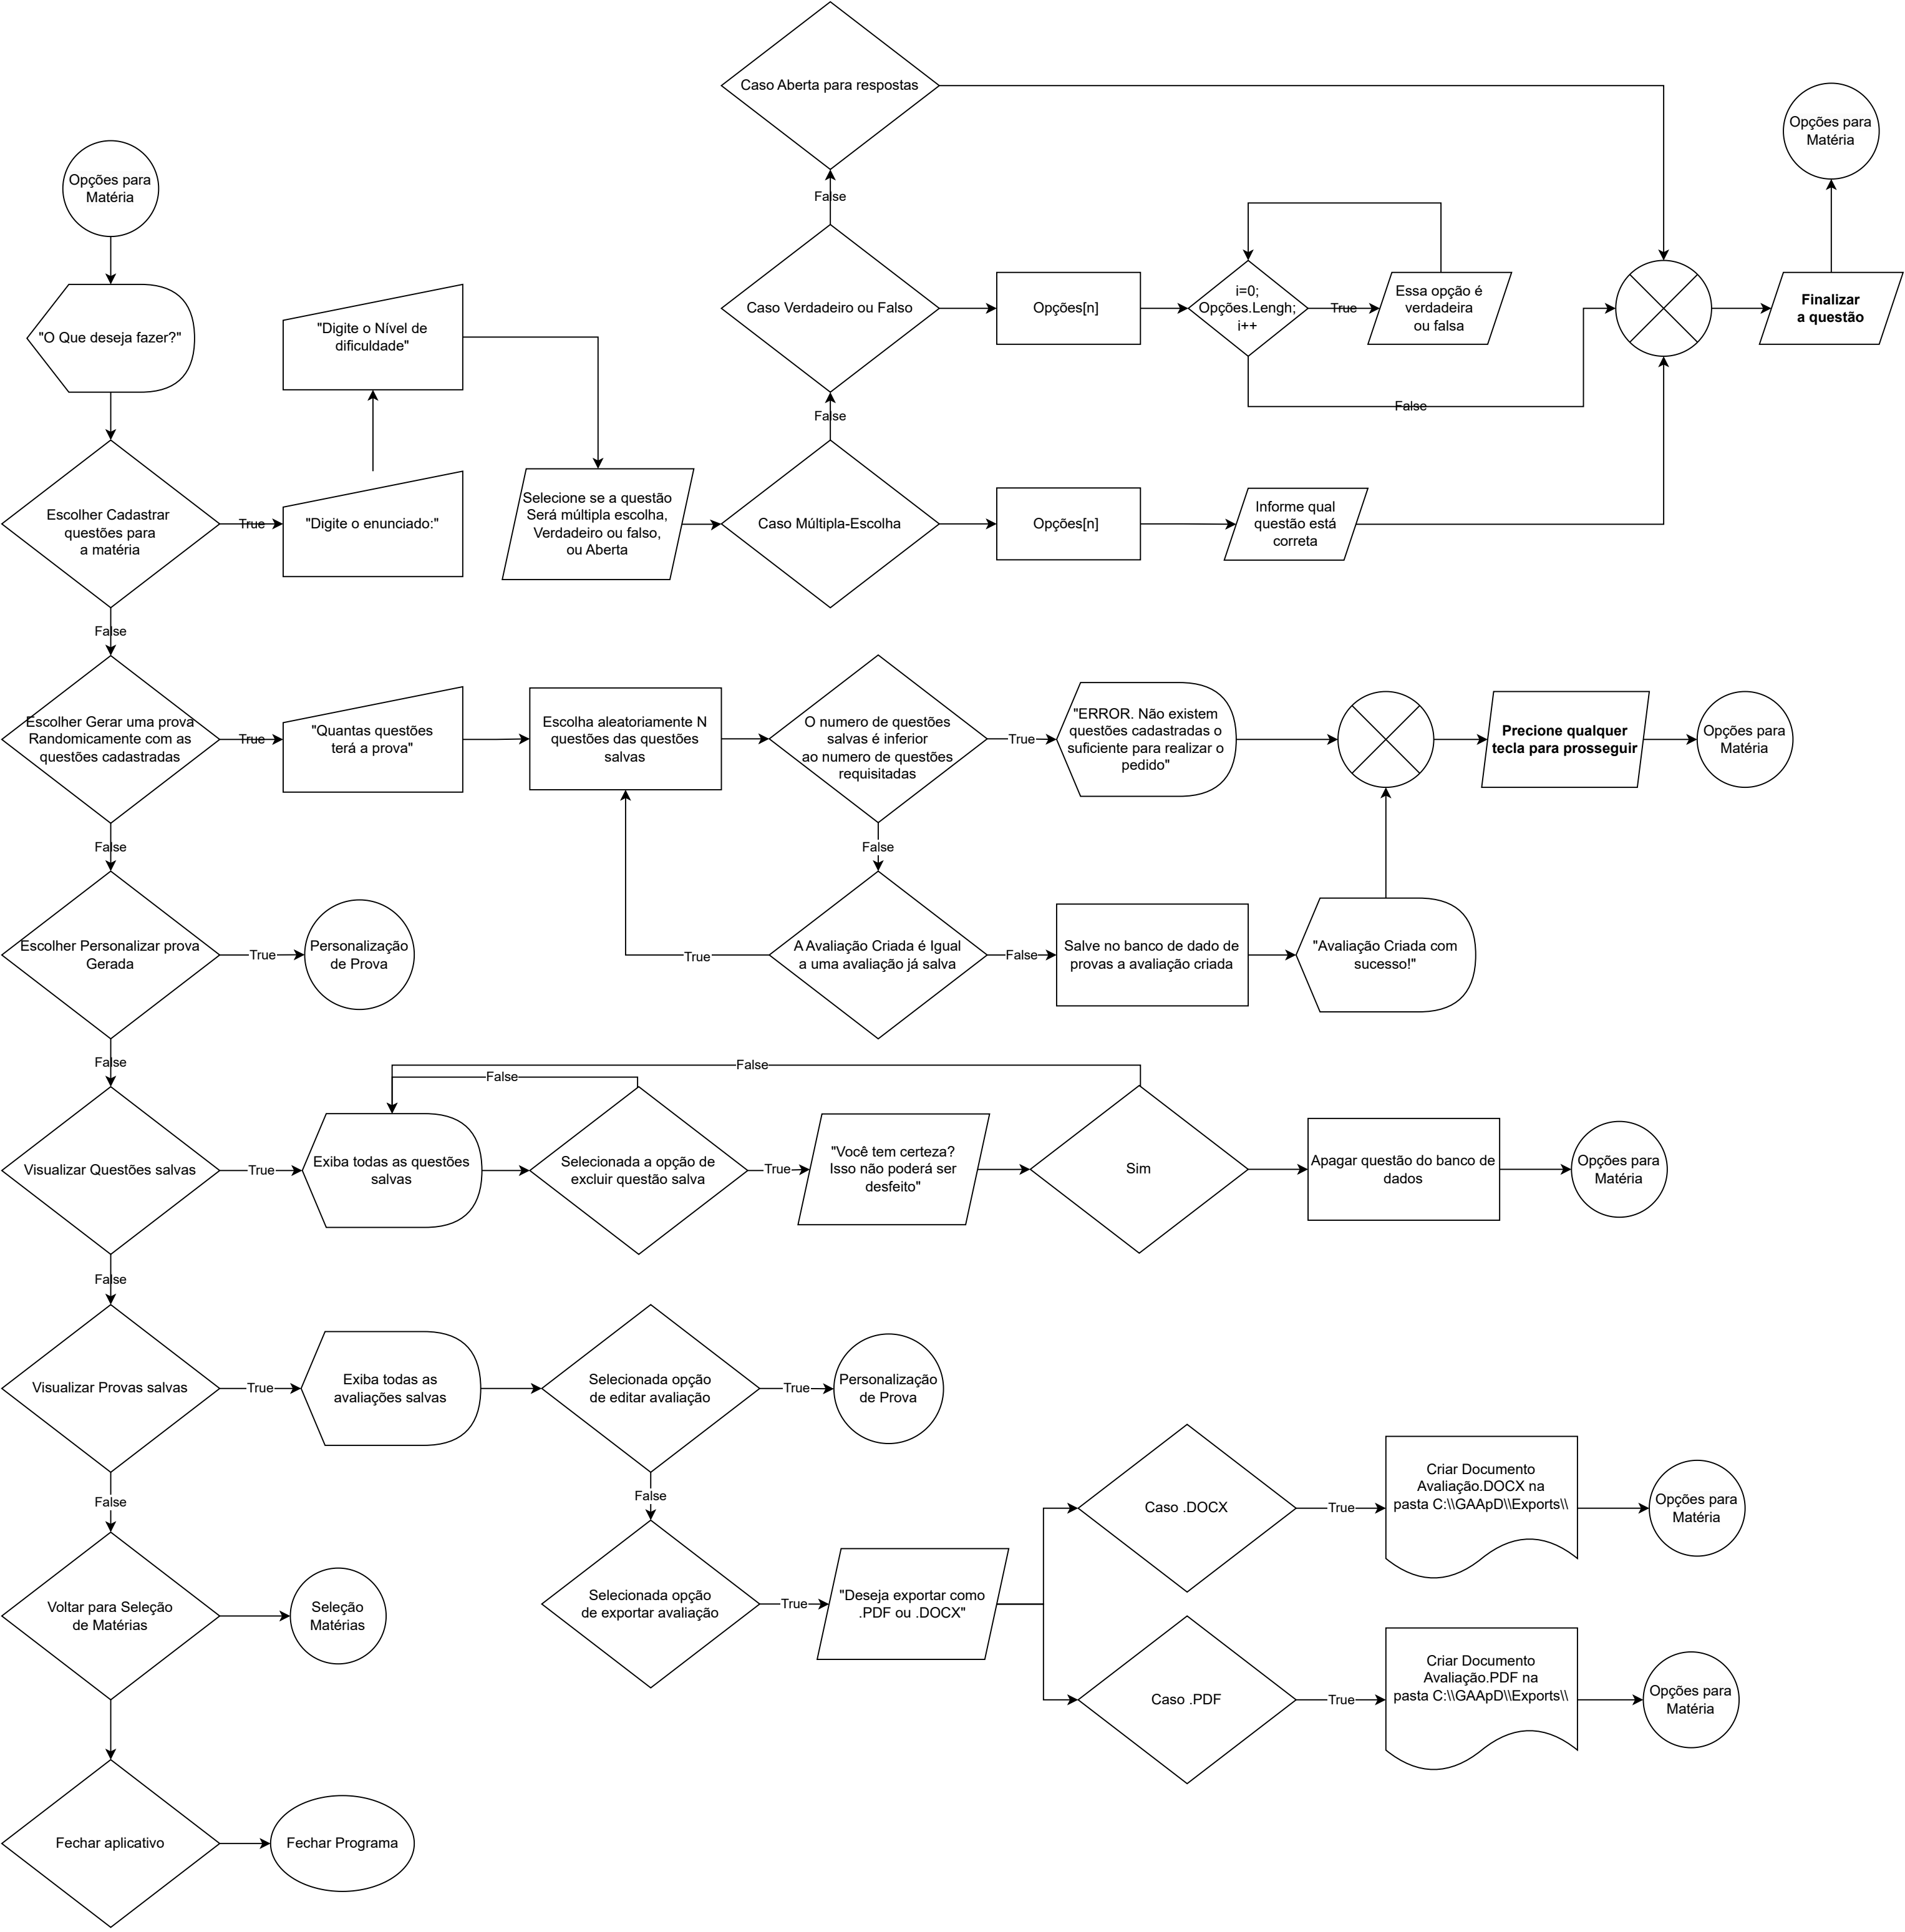 Caso Aberta para respostas
Opções para
Matéria
Opções para
Matéria
False
"O Que deseja fazer?"
"Digite o Nível de
dificuldade"
Caso Verdadeiro ou Falso
Opções[n]
i=0;
Opções.Lengh;
i++
True
Essa opção é
verdadeira
ou falsa
Finalizar
a questão
False
False
Escolher Cadastrar
questões para
a matéria
True
"Digite o enunciado:"
Selecione se a questão
Será múltipla escolha,
Verdadeiro ou falso,
ou Aberta
Caso Múltipla-Escolha
Opções[n]
Informe qual
questão está
correta
False
Escolher Gerar uma prova
Randomicamente com as
questões cadastradas
True
"Quantas questões
terá a prova"
Escolha aleatoriamente N
questões das questões
salvas
O numero de questões
salvas é inferior
ao numero de questões
requisitadas
True
"ERROR. Não existem
questões cadastradas o
suficiente para realizar o
pedido"
Precione qualquer
tecla para prosseguir
Opções para
Matéria
False
False
Escolher Personalizar prova
Gerada
True
Personalização
de Prova
True
A Avaliação Criada é Igual
a uma avaliação já salva
False
Salve no banco de dado de
provas a avaliação criada
"Avaliação Criada com
sucesso!"
False
False
False
Visualizar Questões salvas
True
Exiba todas as questões
salvas
Selecionada a opção de
excluir questão salva
True
"Você tem certeza?
Isso não poderá ser
desfeito"
Sim
Apagar questão do banco de
dados
Opções para
Matéria
False
Visualizar Provas salvas
True
Exiba todas as
avaliações salvas
Selecionada opção
de editar avaliação
True
Personalização
de Prova
False
False
Caso .DOCX
True
Criar Documento
Avaliação.DOCX na
pasta C:\\GAApD\\Exports\\
Opções para
Matéria
Voltar para Seleção
de Matérias
Seleção
Matérias
Selecionada opção
de exportar avaliação
True
"Deseja exportar como
.PDF ou .DOCX"
Caso .PDF
True
Criar Documento
Avaliação.PDF na
pasta C:\\GAApD\\Exports\\
Opções para
Matéria
Fechar aplicativo
Fechar Programa